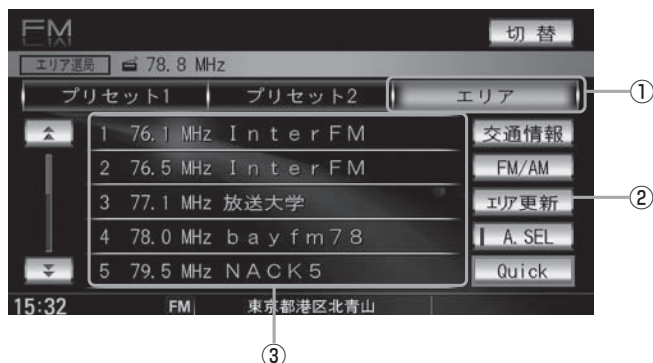 FM
切 替
エリア選局 78.8 MHz
プリセット1 プリセット2 エリア ①
1 76.1 MHz InterFM 交通情報
2 76.5 MHz InterFM FM/AM
3 77.1 MHz 放送大学 エリア更新 ②
4 78.0 MHz bayfm78 A.SEL
5 79.5 MHz NACK5 Quick
15:32 FM 東京都港区北青山
③